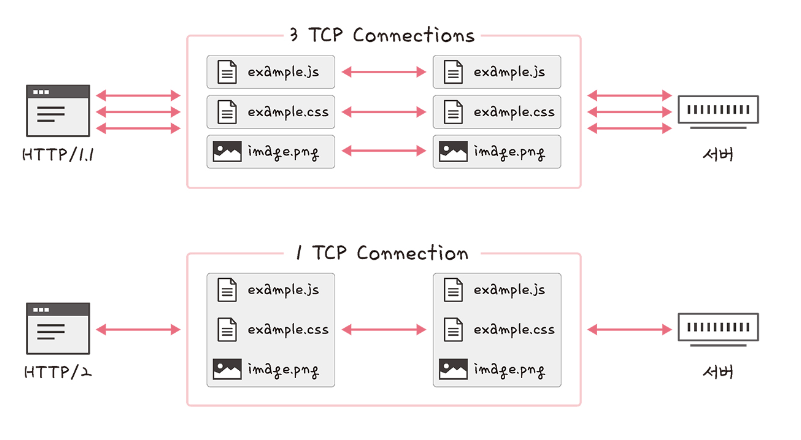 3 TCP Connections
example.js example.js
example.css example.css
image.png image.png
HTTP/1.1 서버
1 TCP Connection
example.js example.js
example.css example.css
image.png image.png
HTTP/2 서버